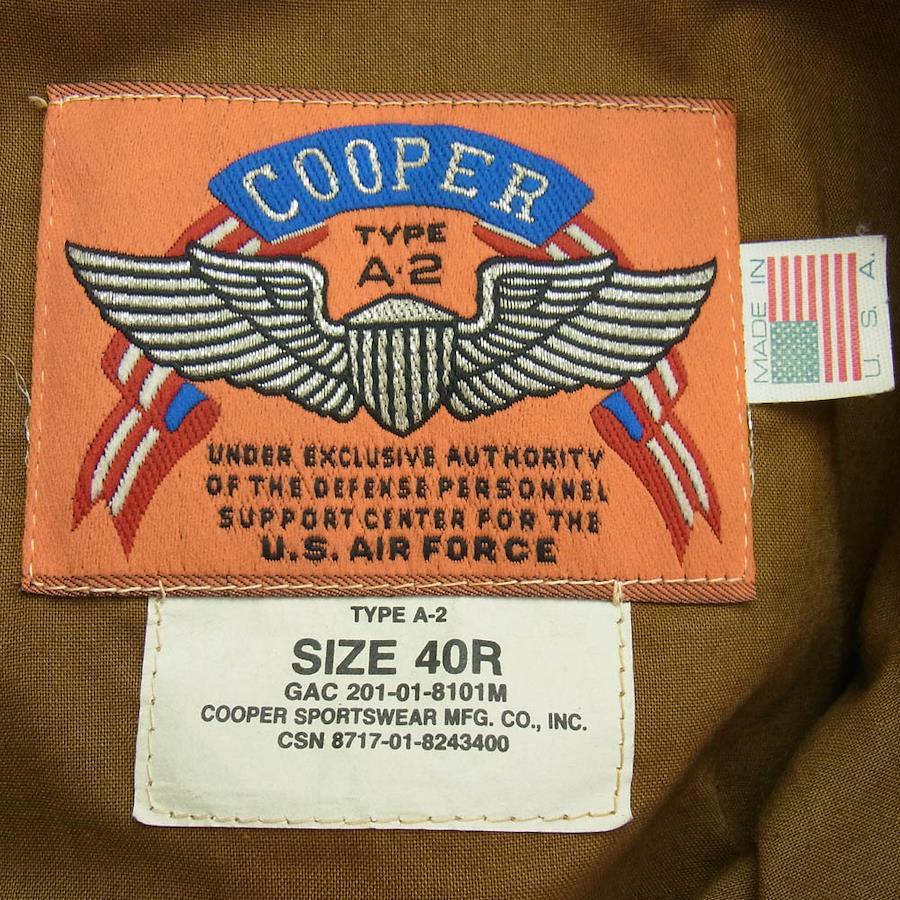 COOPER
TYPE
A-2
UNDER EXCLUSIVE AUTHORITY
OF THE DEFENSE PERSONNEL
SUPPORT CENTER FOR THE
U.S. AIR FORCE
MADE IN
U. S. A.
TYPE A-2
SIZE 40R
GAC 201-01-8101M
COOPER SPORTSWEAR MFG. CO., INC.
CSN 8717-01-8243400